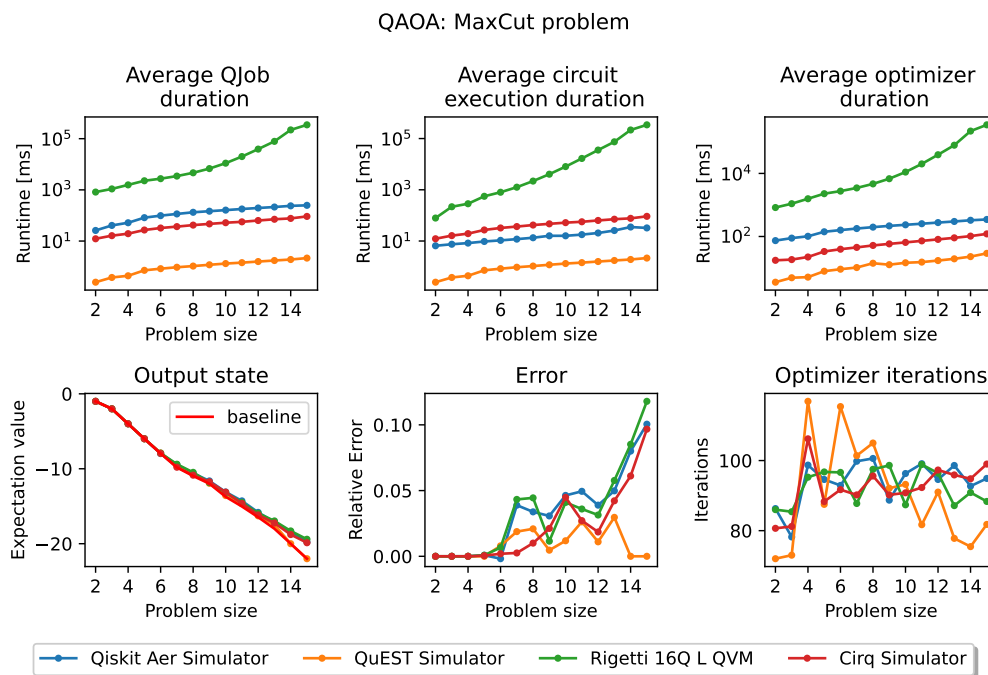 QAOA: MaxCut problem
Average QJob
duration
Average circuit
execution duration
Average optimizer
duration
Runtime [ms]
10^5
10^3
10^1
2 4 6 8 10 12 14
Problem size
Runtime [ms]
10^5
10^3
10^1
2 4 6 8 10 12 14
Problem size
Runtime [ms]
10^4
10^2
2 4 6 8 10 12 14
Problem size
Output state
Expectation value
0
−10
−20
baseline
2 4 6 8 10 12 14
Problem size
Error
Relative Error
0.10
0.05
0.00
2 4 6 8 10 12 14
Problem size
Optimizer iterations
Iterations
100
80
2 4 6 8 10 12 14
Problem size
Qiskit Aer Simulator QuEST Simulator Rigetti 16Q L QVM Cirq Simulator